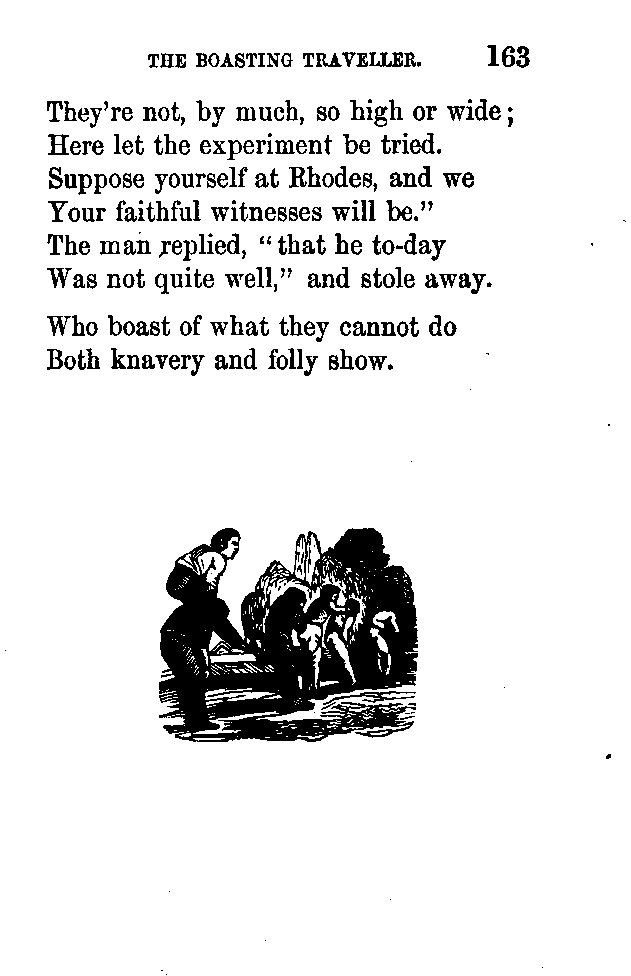 THE BOASTING TRAVELLER. 163
They're not, by much, so high or wide;
Here let the experiment be tried.
Suppose yourself at Rhodes, and we
Your faithful witnesses will be."
The man replied, "that he to-day
Was not quite well," and stole away.
Who boast of what they cannot do
Both knavery and folly show.